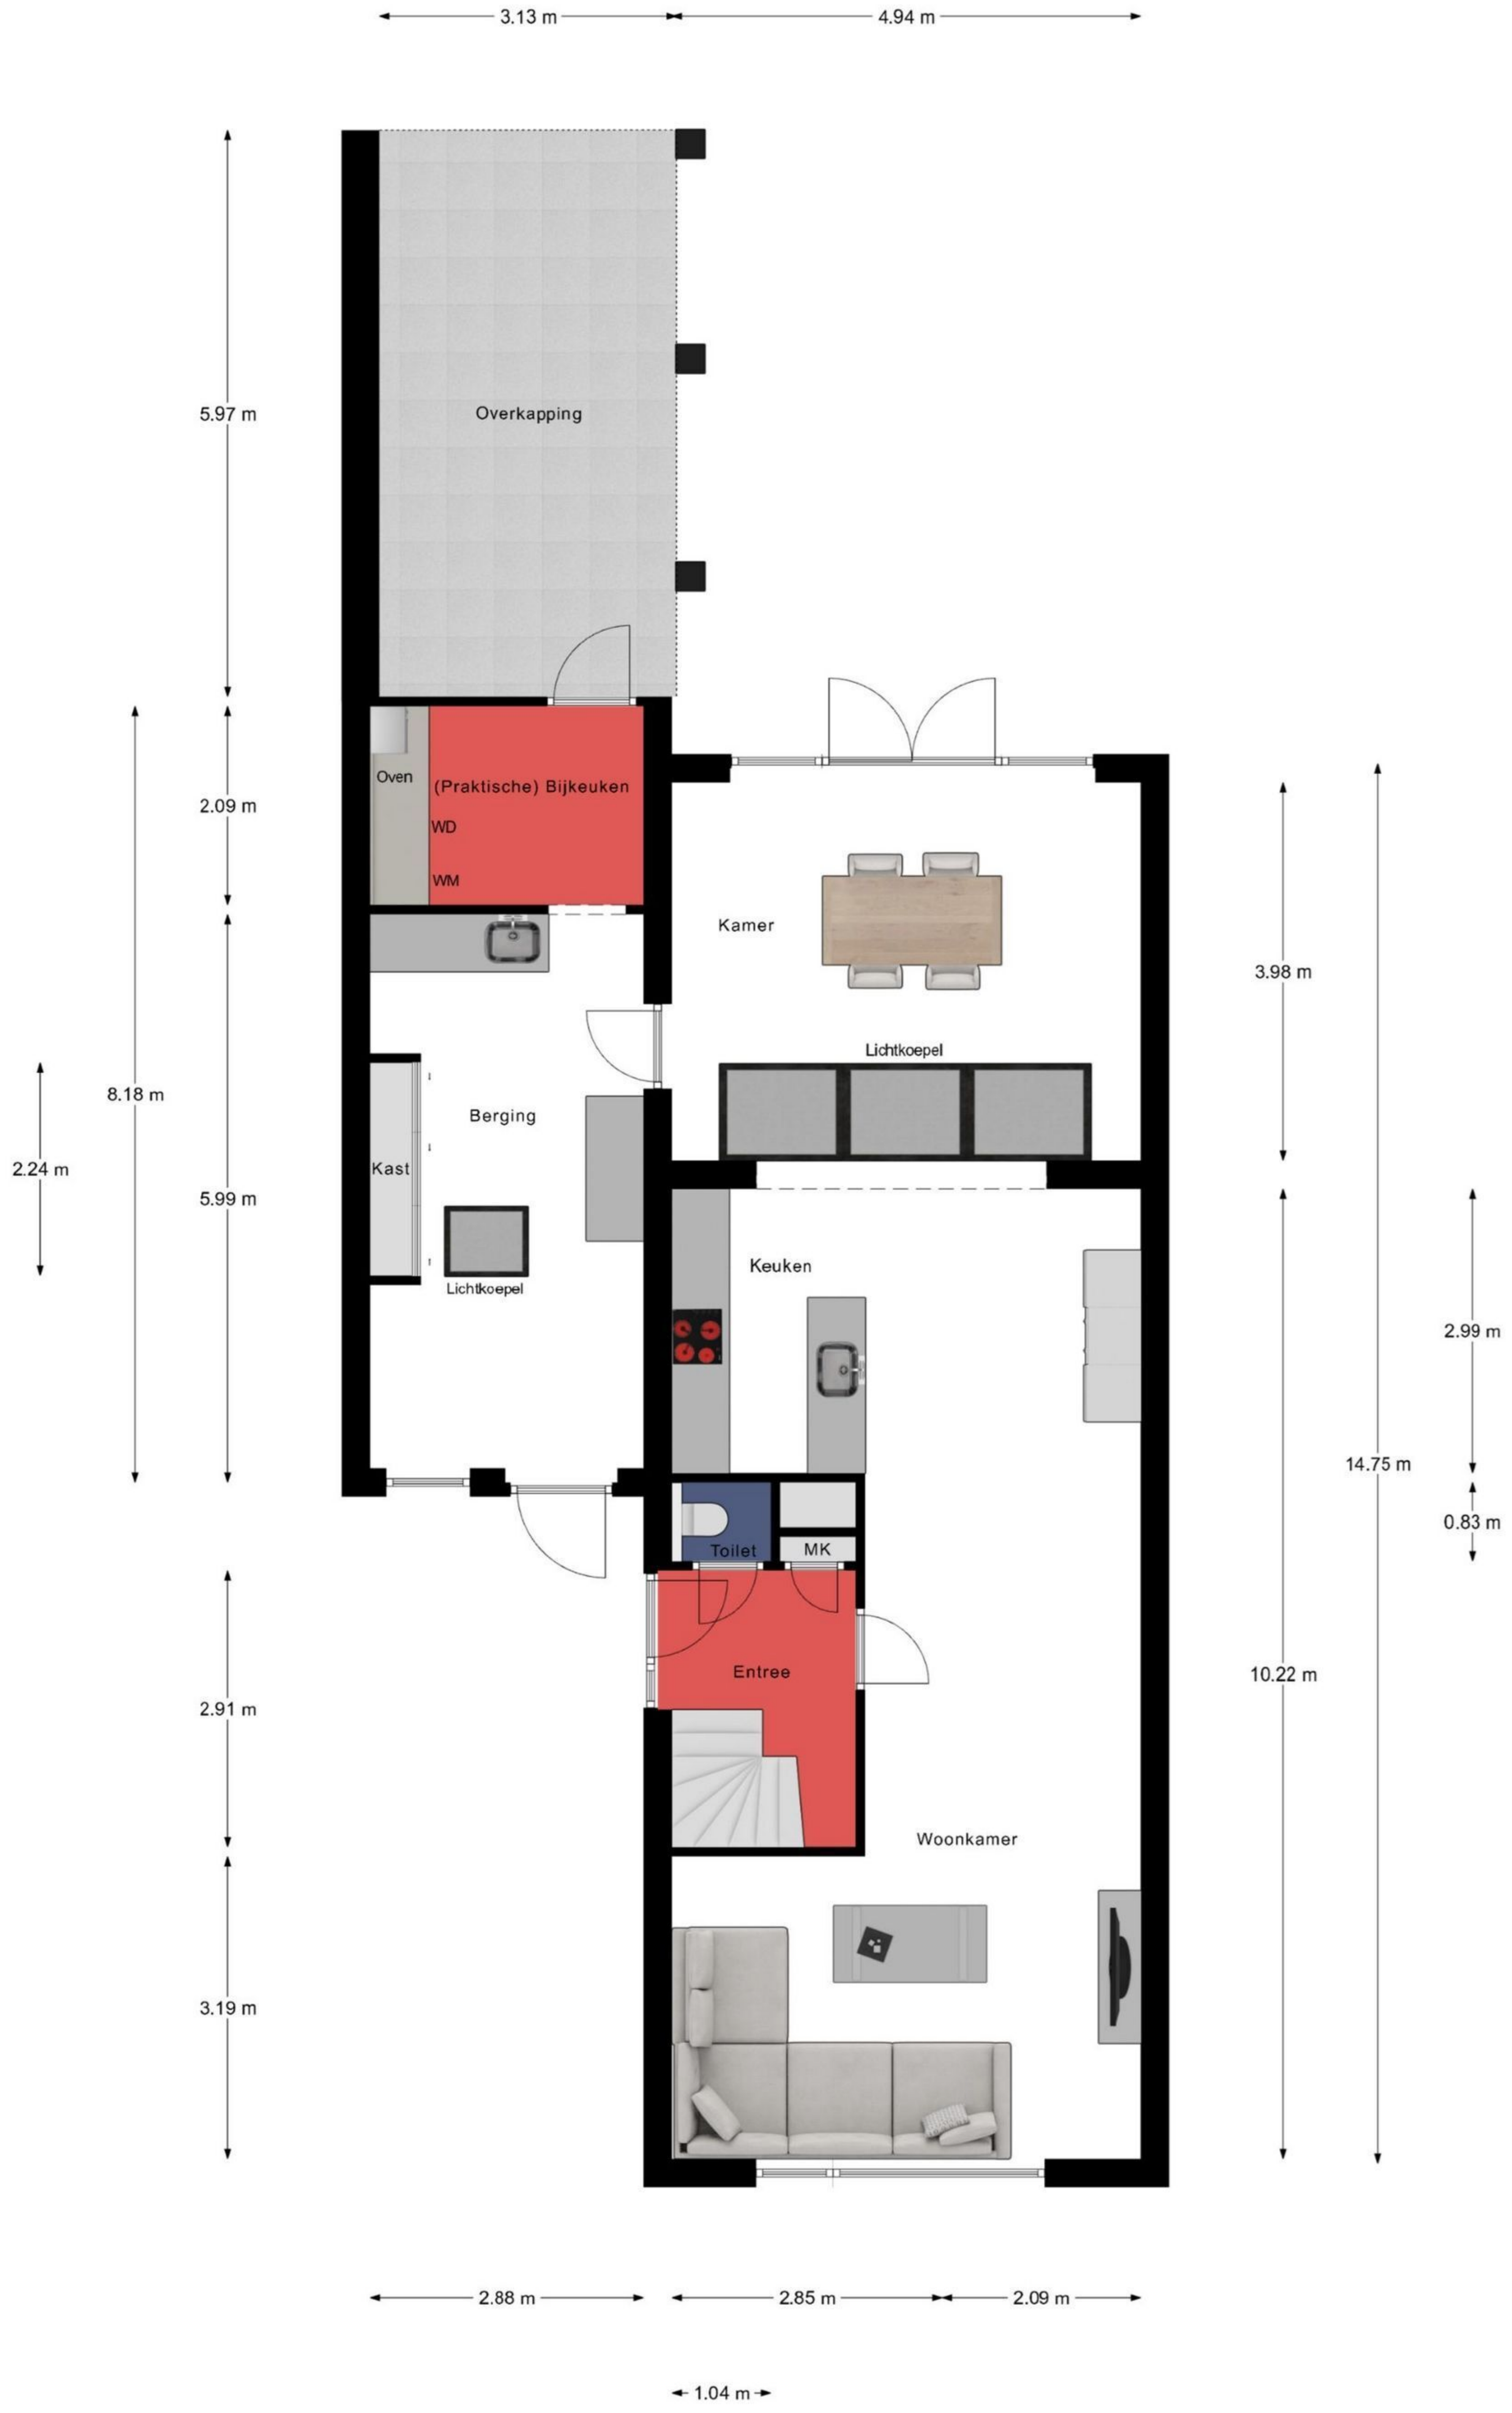 3.13 m
4.94 m
5.97 m
Overkapping
Oven
(Praktische) Bijkeuken
2.09 m
WD
WM
Kamer
3.98 m
Lichtkoepel
8.18 m
Berging
2.24 m
Kast
5.99 m
Keuken
Lichtkoepel
2.99 m
14.75 m
0.83 m
Toilet
MK
Entree
10.22 m
2.91 m
Woonkamer
3.19 m
2.88 m
2.85 m
2.09 m
1.04 m